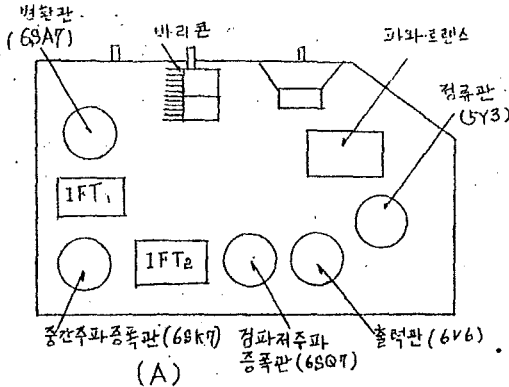 변환관
(6SA7)
바리콘
파와·트랜스
정류관
(5Y3)
IFT₁
IFT₂
중간주파증폭관(6SK7)
검파저주파
증폭관(6SQ7)
출력관(6V6)
(A)